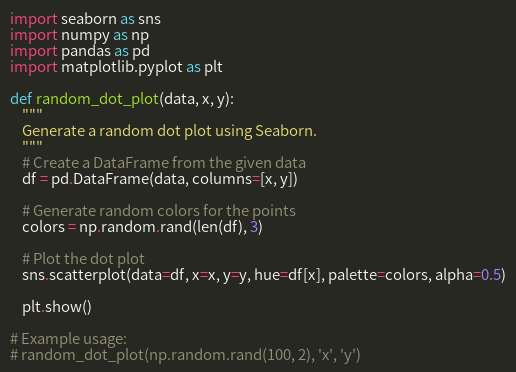 import seaborn as sns
import numpy as np
import pandas as pd
import matplotlib.pyplot as plt

def random_dot_plot(data, x, y):
    """
    Generate a random dot plot using Seaborn.
    """
    # Create a DataFrame from the given data
    df = pd.DataFrame(data, columns=[x, y])

    # Generate random colors for the points
    colors = np.random.rand(len(df), 3)

    # Plot the dot plot
    sns.scatterplot(data=df, x=x, y=y, hue=df[x], palette=colors, alpha=0.5)

    plt.show()

# Example usage:
# random_dot_plot(np.random.rand(100, 2), 'x', 'y')